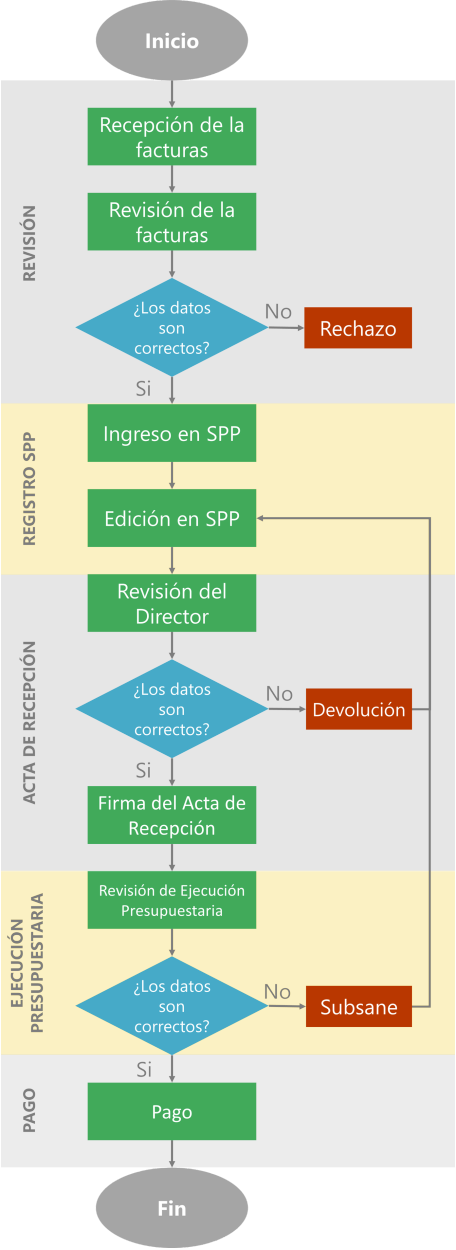 Inicio
REVISIÓN
Recepción de la
facturas
Revisión de la
facturas
¿Los datos
son
correctos?
No
Rechazo
Si
REGISTRO SPP
Ingreso en SPP
Edición en SPP
ACTA DE RECEPCIÓN
Revisión del
Director
¿Los datos
son
correctos?
No
Devolución
Si
Firma del Acta de
Recepción
EJECUCIÓN
PRESUPUESTARIA
Revisión de Ejecución
Presupuestaria
¿Los datos
son
correctos?
No
Subsane
Si
PAGO
Pago
Fin